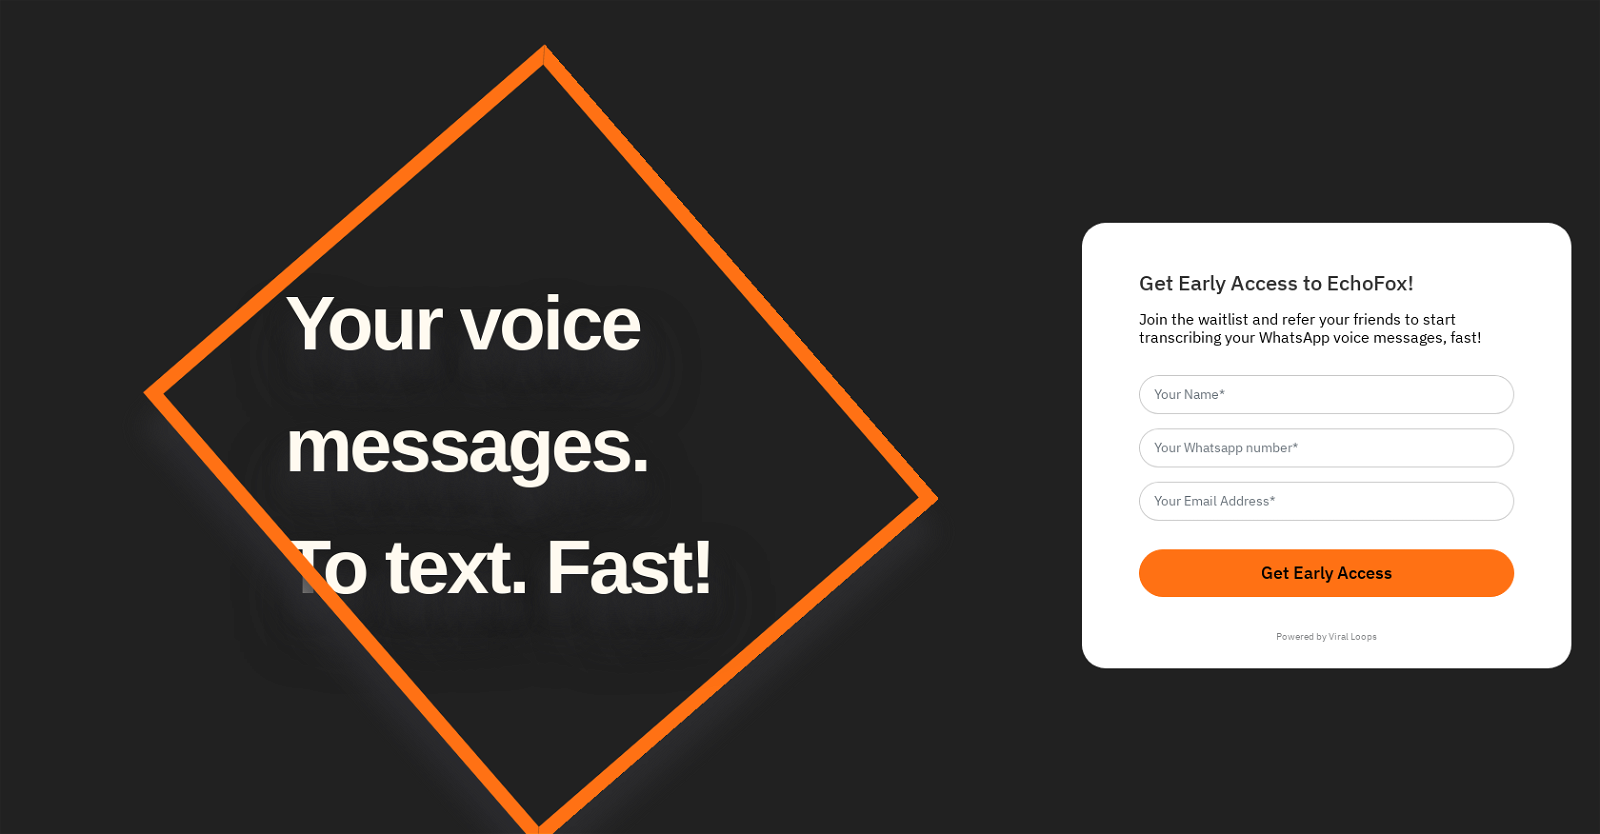 Your voice
messages.
To text. Fast!
Get Early Access to EchoFox!
Join the waitlist and refer your friends to start
transcribing your WhatsApp voice messages, fast!
Your Name*
Your Whatsapp number*
Your Email Address*
Get Early Access
Powered by Viral Loops